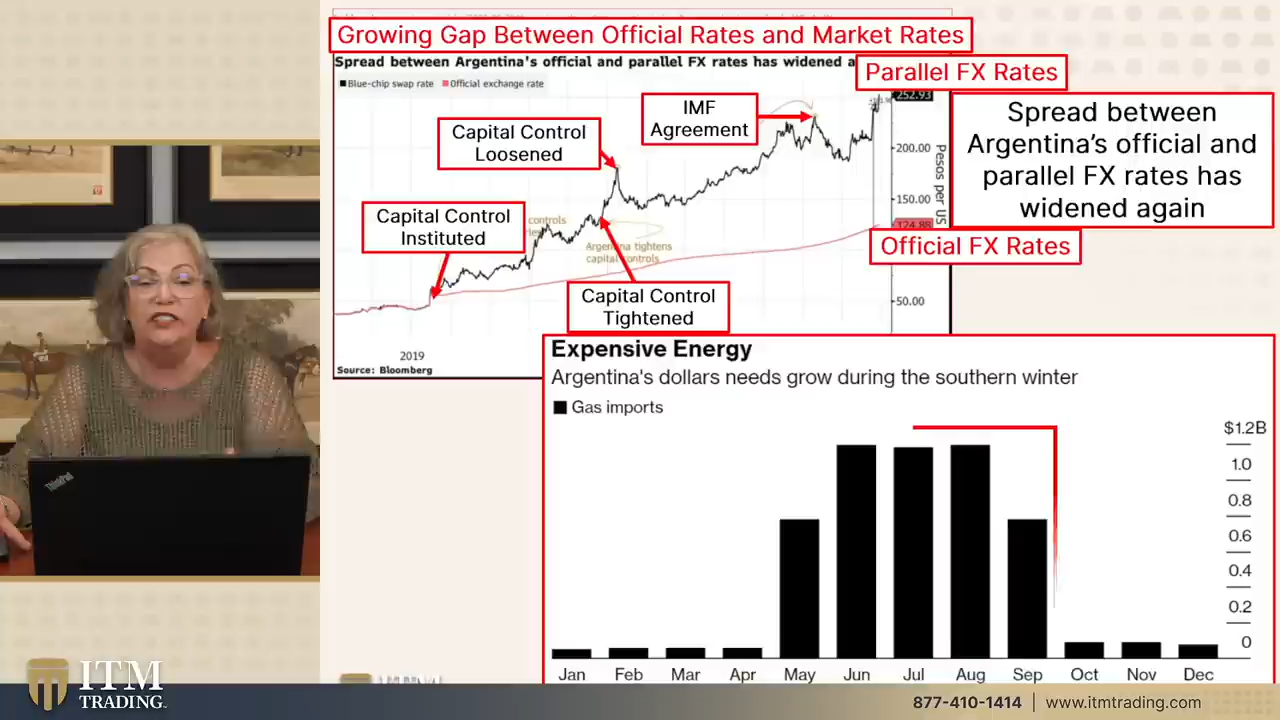 Growing Gap Between Official Rates and Market Rates
Spread between Argentina's official and parallel FX rates has widened a
Parallel FX Rates
Blue-chip swap rate Official exchange rate
252.93
IMF
Agreement
Spread between
Argentina's official and
parallel FX rates has
widened again
Capital Control
Loosened
200.00
Pesos per US
150.00
Capital Control
Instituted
controls
124.88
Official FX Rates
Argentina tightens
capital controls
Capital Control
Tightened
50.00
2019
Source: Bloomberg
Expensive Energy
Argentina's dollars needs grow during the southern winter
Gas imports
$1.2B
1.0
0.8
0.6
0.4
0.2
0
Jan Feb Mar Apr May Jun Jul Aug Sep Oct Nov Dec
ThinkPad
ITM
TRADING
877-410-1414 | www.itmtrading.com